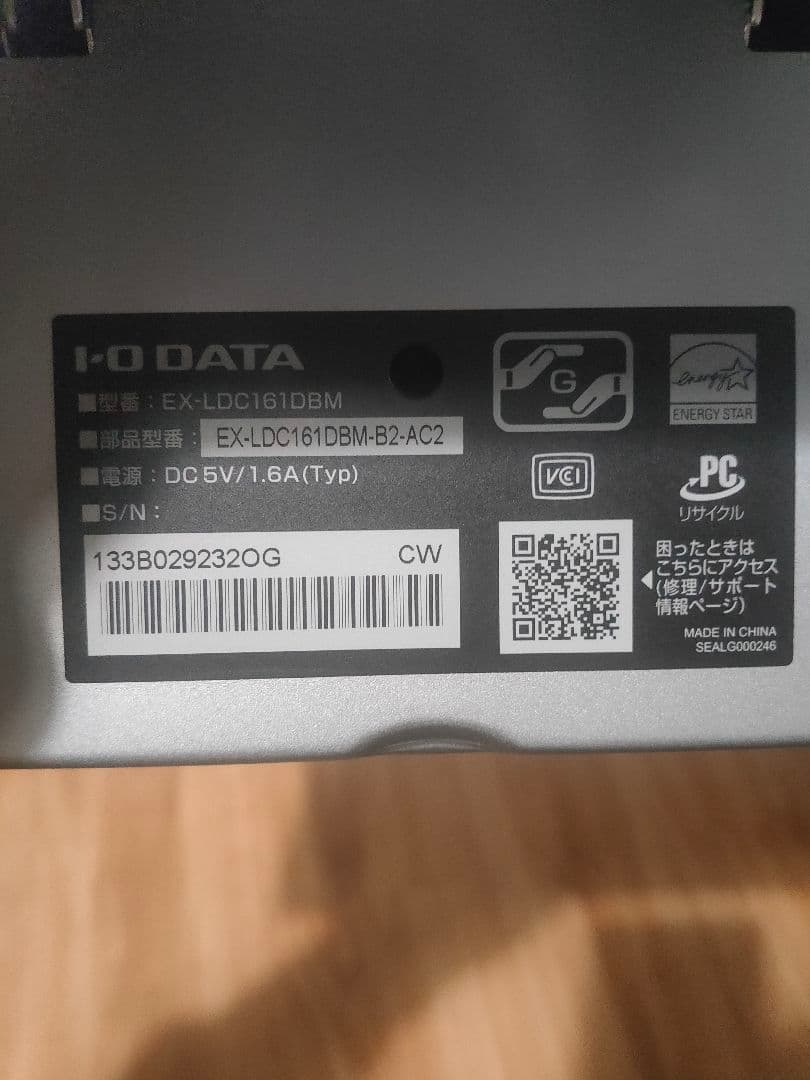 I-O DATA
■型番：EX-LDC161DBM
■部品型番：EX-LDC161DBM-B2-AC2
■電源：DC5V/1.6A(Typ)
■S/N：
133B029232OG CW
G
energy
ENERGY STAR
VCCI
PC
リサイクル
困ったときは
こちらにアクセス
(修理/サポート
情報ページ)
MADE IN CHINA
SEALG000246